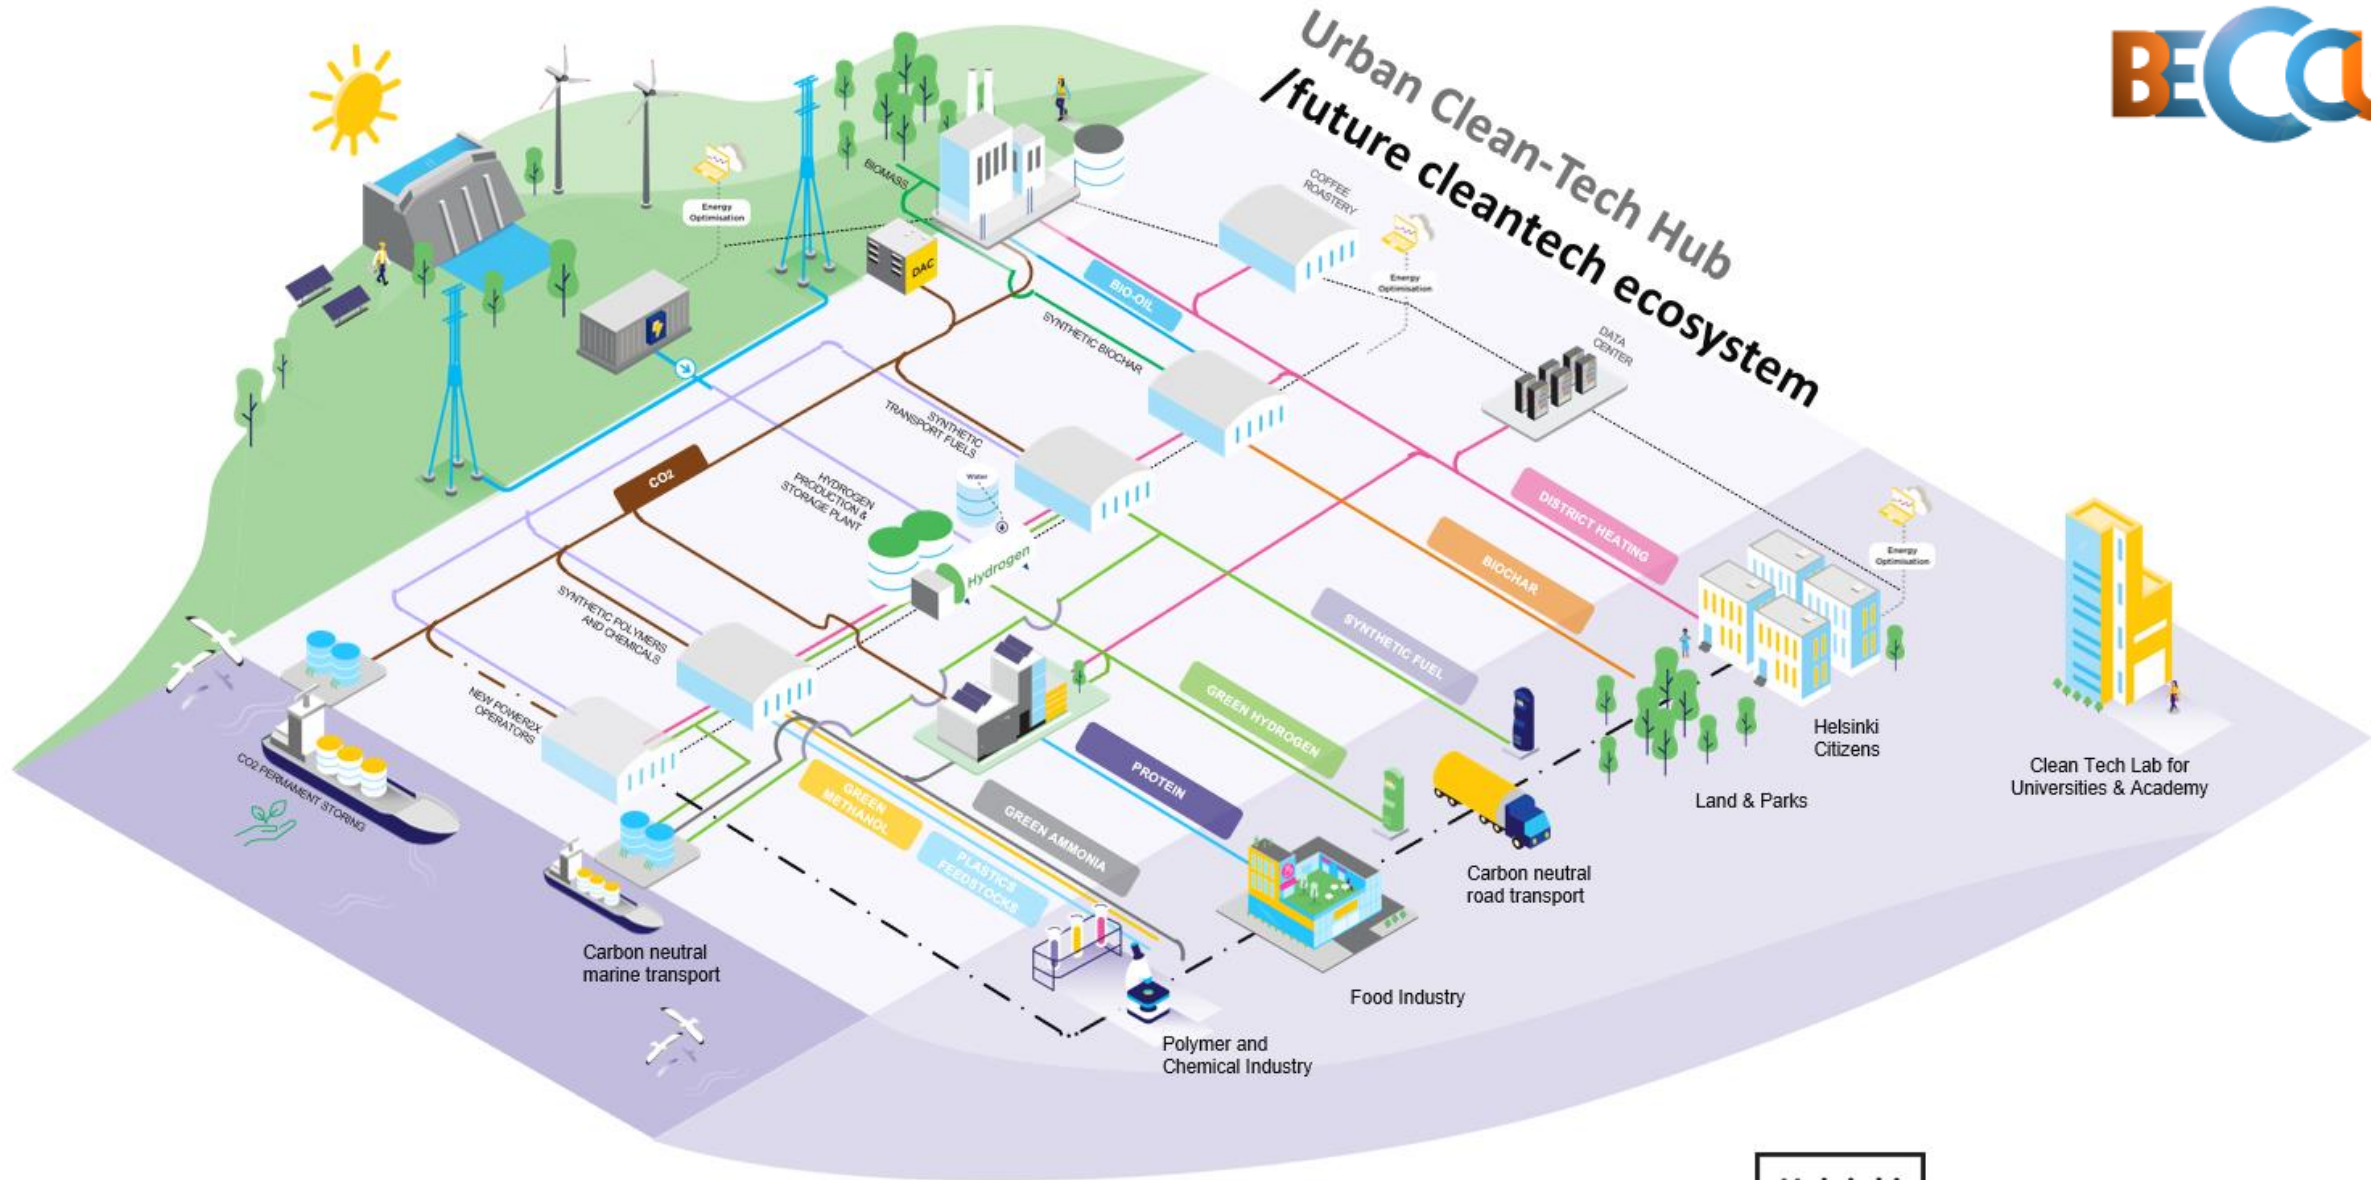 Urban Clean-Tech Hub
/future cleantech ecosystem
BECCU
Energy
Optimisation
BIOMASS
DAC
COFFEE
ROASTERY
Energy
Optimisation
BIO-OIL
SYNTHETIC BIOCHAR
DATA
CENTER
SYNTHETIC
TRANSPORT FUELS
CO2
HYDROGEN
PRODUCTION &
STORAGE PLANT
Water
Hydrogen
DISTRICT HEATING
BIOCHAR
SYNTHETIC FUEL
GREEN HYDROGEN
PROTEIN
GREEN AMMONIA
GREEN
METHANOL
PLASTICS
FEEDSTOCKS
SYNTHETIC POLYMERS
AND CHEMICALS
NEW POWER2X
OPERATORS
CO2 PERMAMENT STORING
Energy
Optimisation
Helsinki
Citizens
Clean Tech Lab for
Universities & Academy
Land & Parks
Carbon neutral
road transport
Carbon neutral
marine transport
Food Industry
Polymer and
Chemical Industry